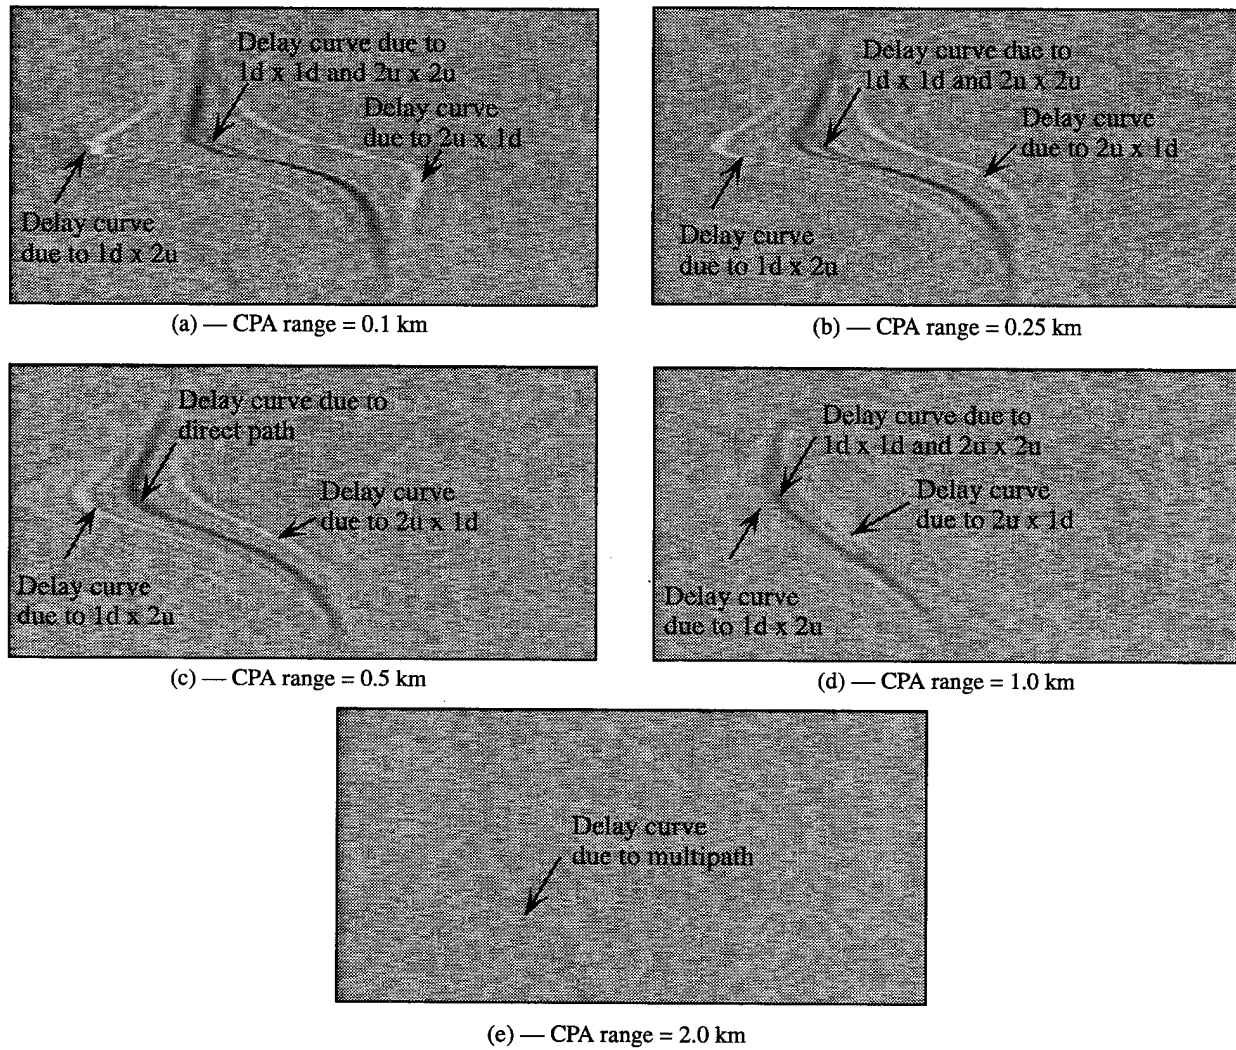 Delay curve due to
1d x 1d and 2u x 2u
Delay curve
due to 2u x 1d
Delay curve
due to 1d x 2u
(a) — CPA range = 0.1 km
Delay curve due to
1d x 1d and 2u x 2u
Delay curve
due to 2u x 1d
Delay curve
due to 1d x 2u
(b) — CPA range = 0.25 km
Delay curve due to
direct path
Delay curve
due to 2u x 1d
Delay curve
due to 1d x 2u
(c) — CPA range = 0.5 km
Delay curve due to
1d x 1d and 2u x 2u
Delay curve
due to 2u x 1d
Delay curve
due to 1d x 2u
(d) — CPA range = 1.0 km
Delay curve
due to multipath
(e) — CPA range = 2.0 km